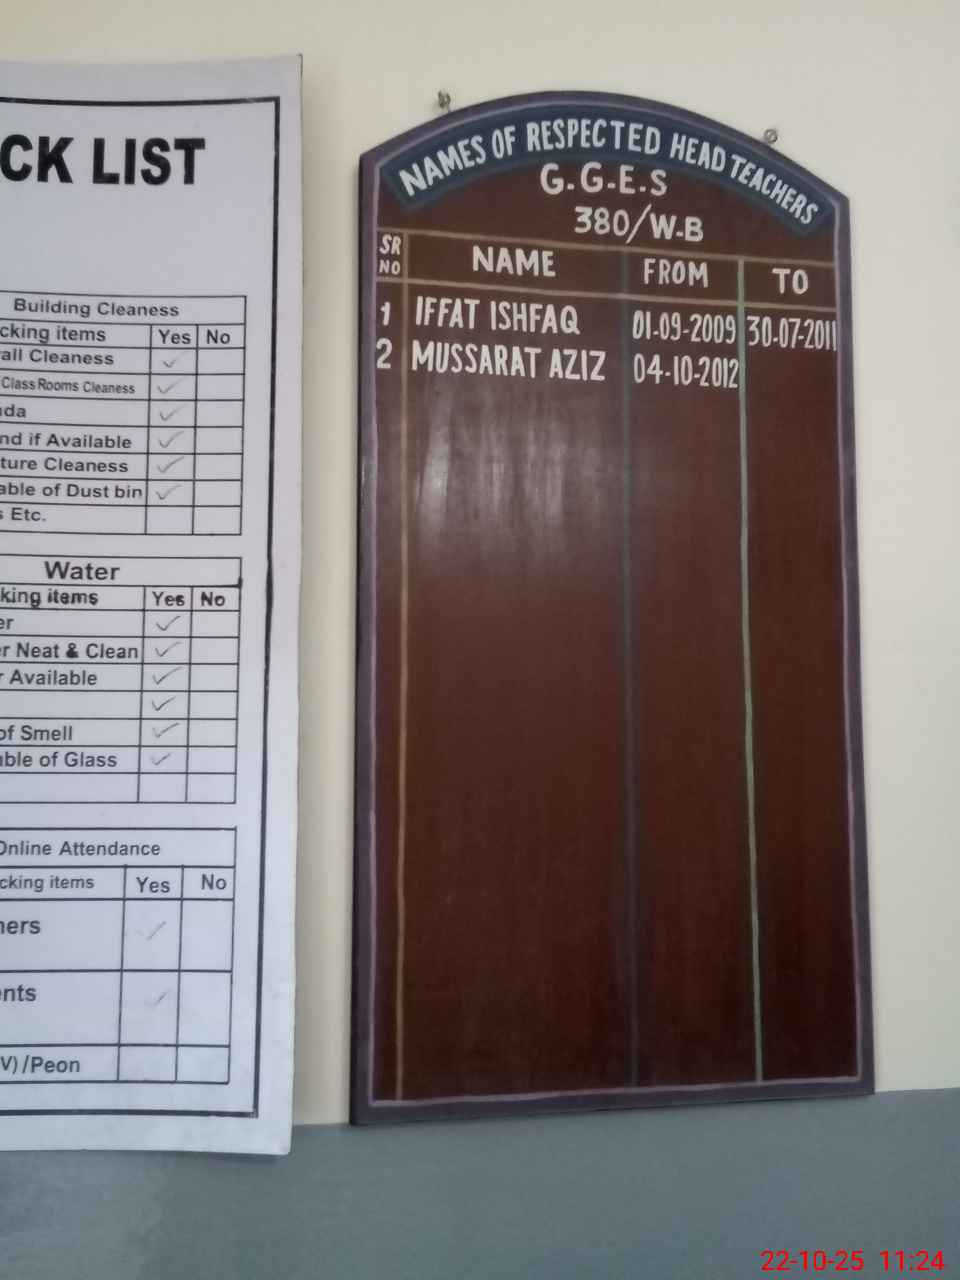 CK LIST
Building Cleaness
cking items Yes No
all Cleaness ✓
Class Rooms Cleaness ✓
nda ✓
nd if Available ✓
ture Cleaness ✓
able of Dust bin ✓
s Etc.
Water
king items Yes No
er ✓
er Neat & Clean ✓
r Available ✓
✓
of Smell ✓
able of Glass ✓
Online Attendance
cking items Yes No
hers ✓
nts ✓
V) /Peon
NAMES OF RESPECTED HEAD TEACHERS
G.G.E.S
380/W.B
SR NO NAME FROM TO
1 IFFAT ISHFAQ 01-09-2009 30-07-2011
2 MUSSARAT AZIZ 04-10-2012
22-10-25 11:24